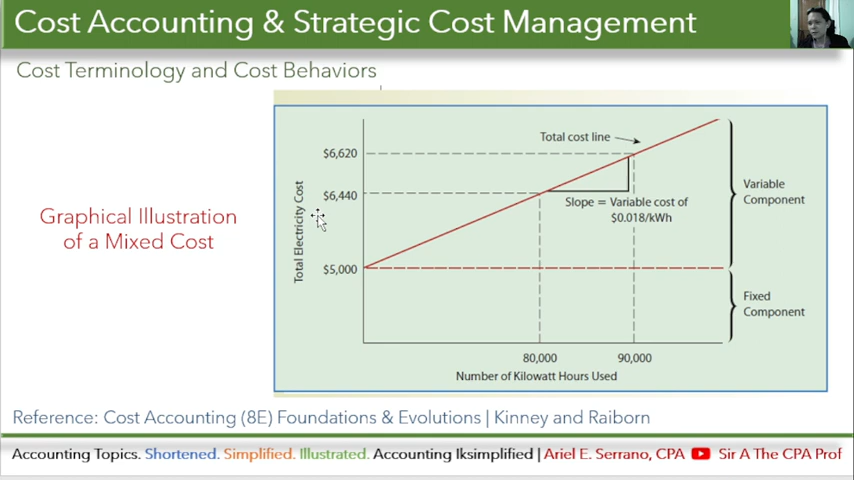 Cost Accounting & Strategic Cost Management
Cost Terminology and Cost Behaviors
Graphical Illustration
of a Mixed Cost
Total Electricity Cost
$6,620
$6,440
$5,000
Total cost line
Slope = Variable cost of
$0.018/kWh
Variable
Component
Fixed
Component
80,000
90,000
Number of Kilowatt Hours Used
Reference: Cost Accounting (8E) Foundations & Evolutions | Kinney and Raiborn
Accounting Topics. Shortened. Simplified. Illustrated. Accounting Iksimplified | Ariel E. Serrano, CPA Sir A The CPA Prof